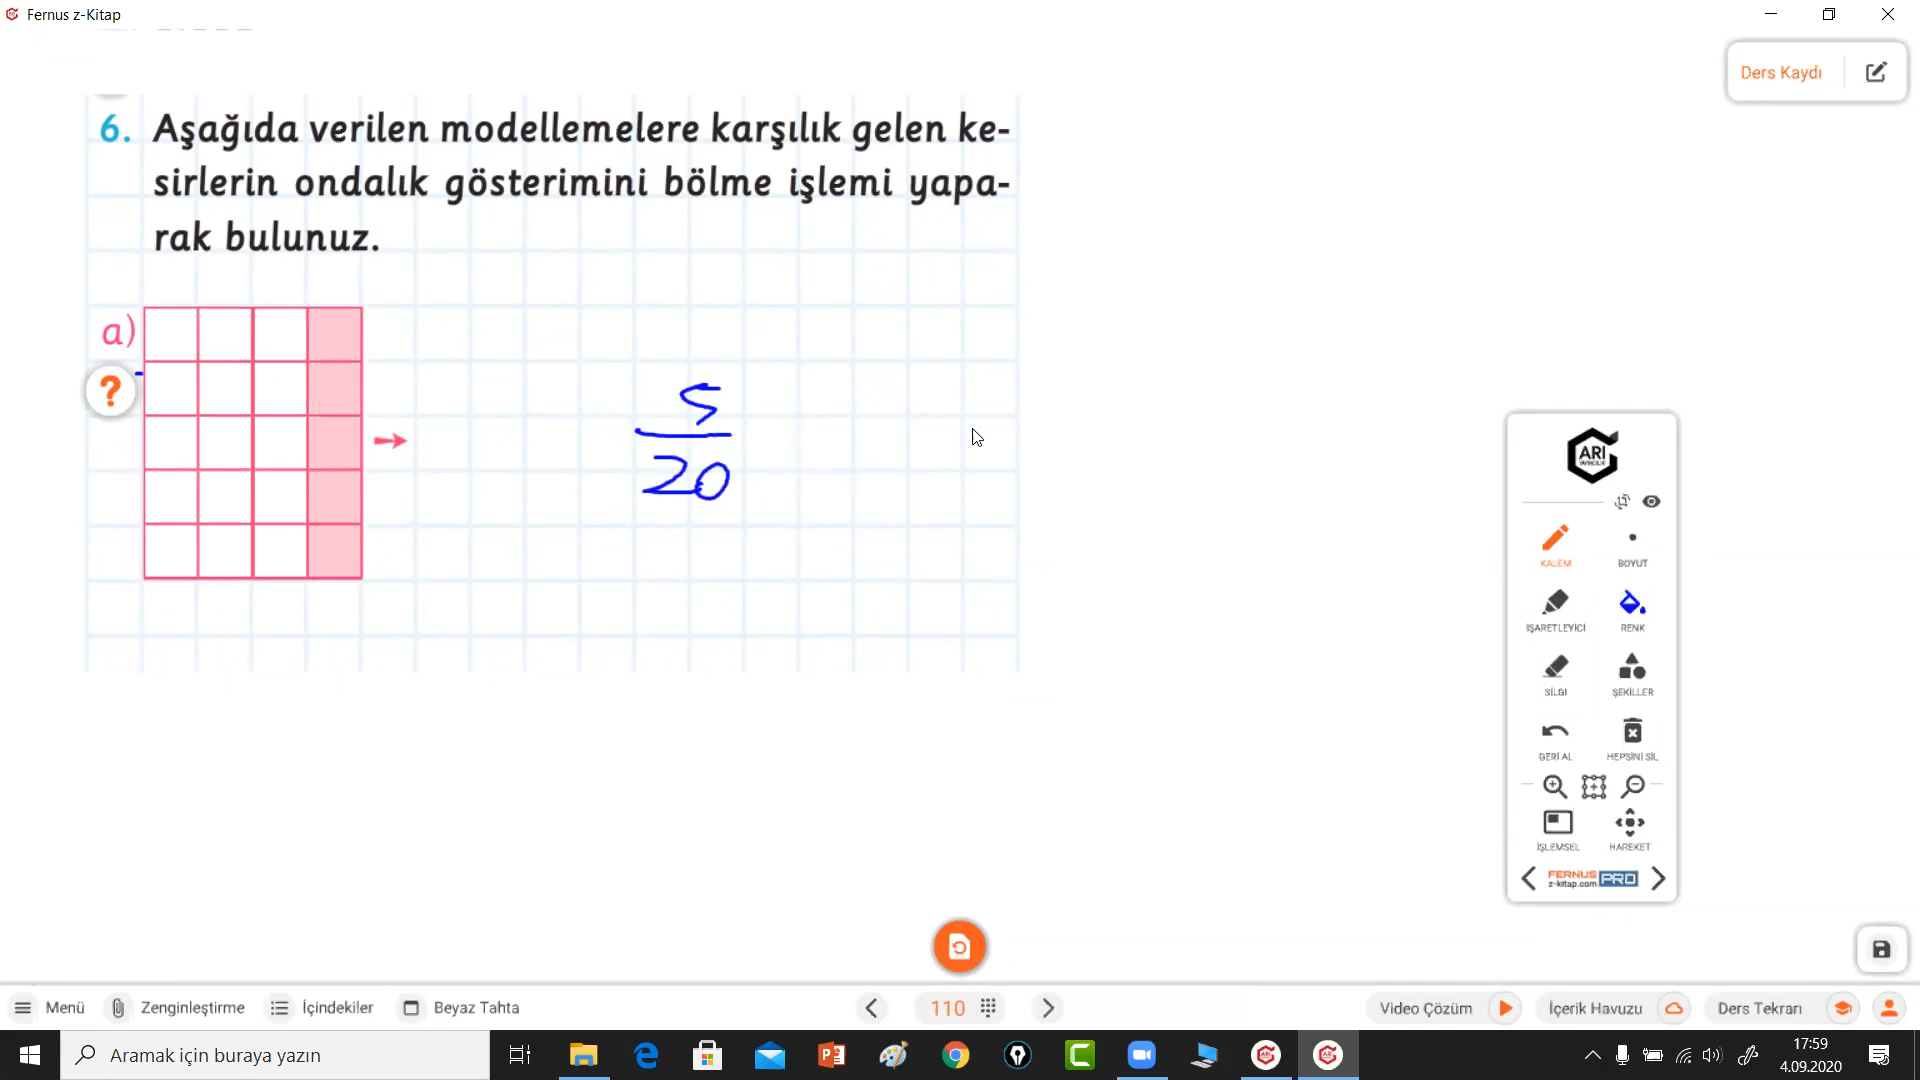 Fernus z-Kitap
Ders Kaydı
6. Aşağıda verilen modellemelere karşılık gelen ke-
sirlerin ondalık gösterimini bölme işlemi yapa-
rak bulunuz.
a)
?
5
20
ARI
YAYINCILIK
KALEM
BOYUT
İŞARETLEYİCİ
RENK
SİLGİ
ŞEKİLLER
GERİ AL
HEPSİNİ SİL
İŞLEMSEL
HAREKET
FERNUS
z-kitap.com PRO
Menü
Zenginleştirme
İçindekiler
Beyaz Tahta
110
Video Çözüm
İçerik Havuzu
Ders Tekrarı
Aramak için buraya yazın
17:59
4.09.2020